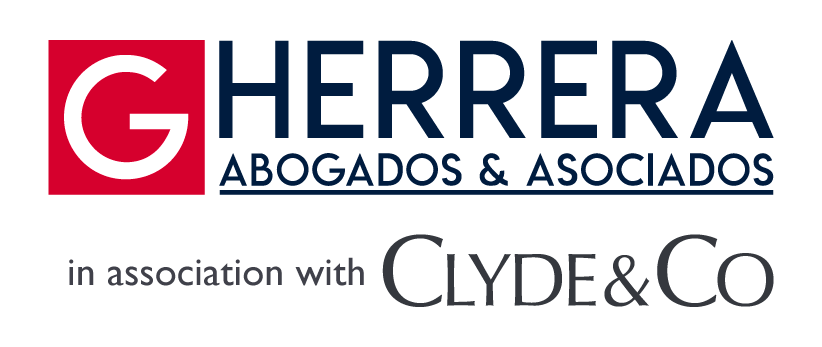 G HERRERA
ABOGADOS & ASOCIADOS
in association with CLYDE&CO